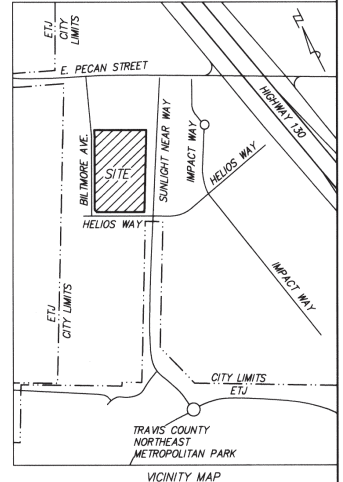 ETJ
CITY LIMITS
N
E. PECAN STREET
HIGHWAY 130
BILTMORE AVE.
SITE
SUNLIGHT NEAR WAY
IMPACT WAY
HELIOS WAY
HELIOS WAY
IMPACT WAY
ETJ
CITY LIMITS
CITY LIMITS
ETJ
TRAVIS COUNTY
NORTHEAST
METROPOLITAN PARK
VICINITY MAP